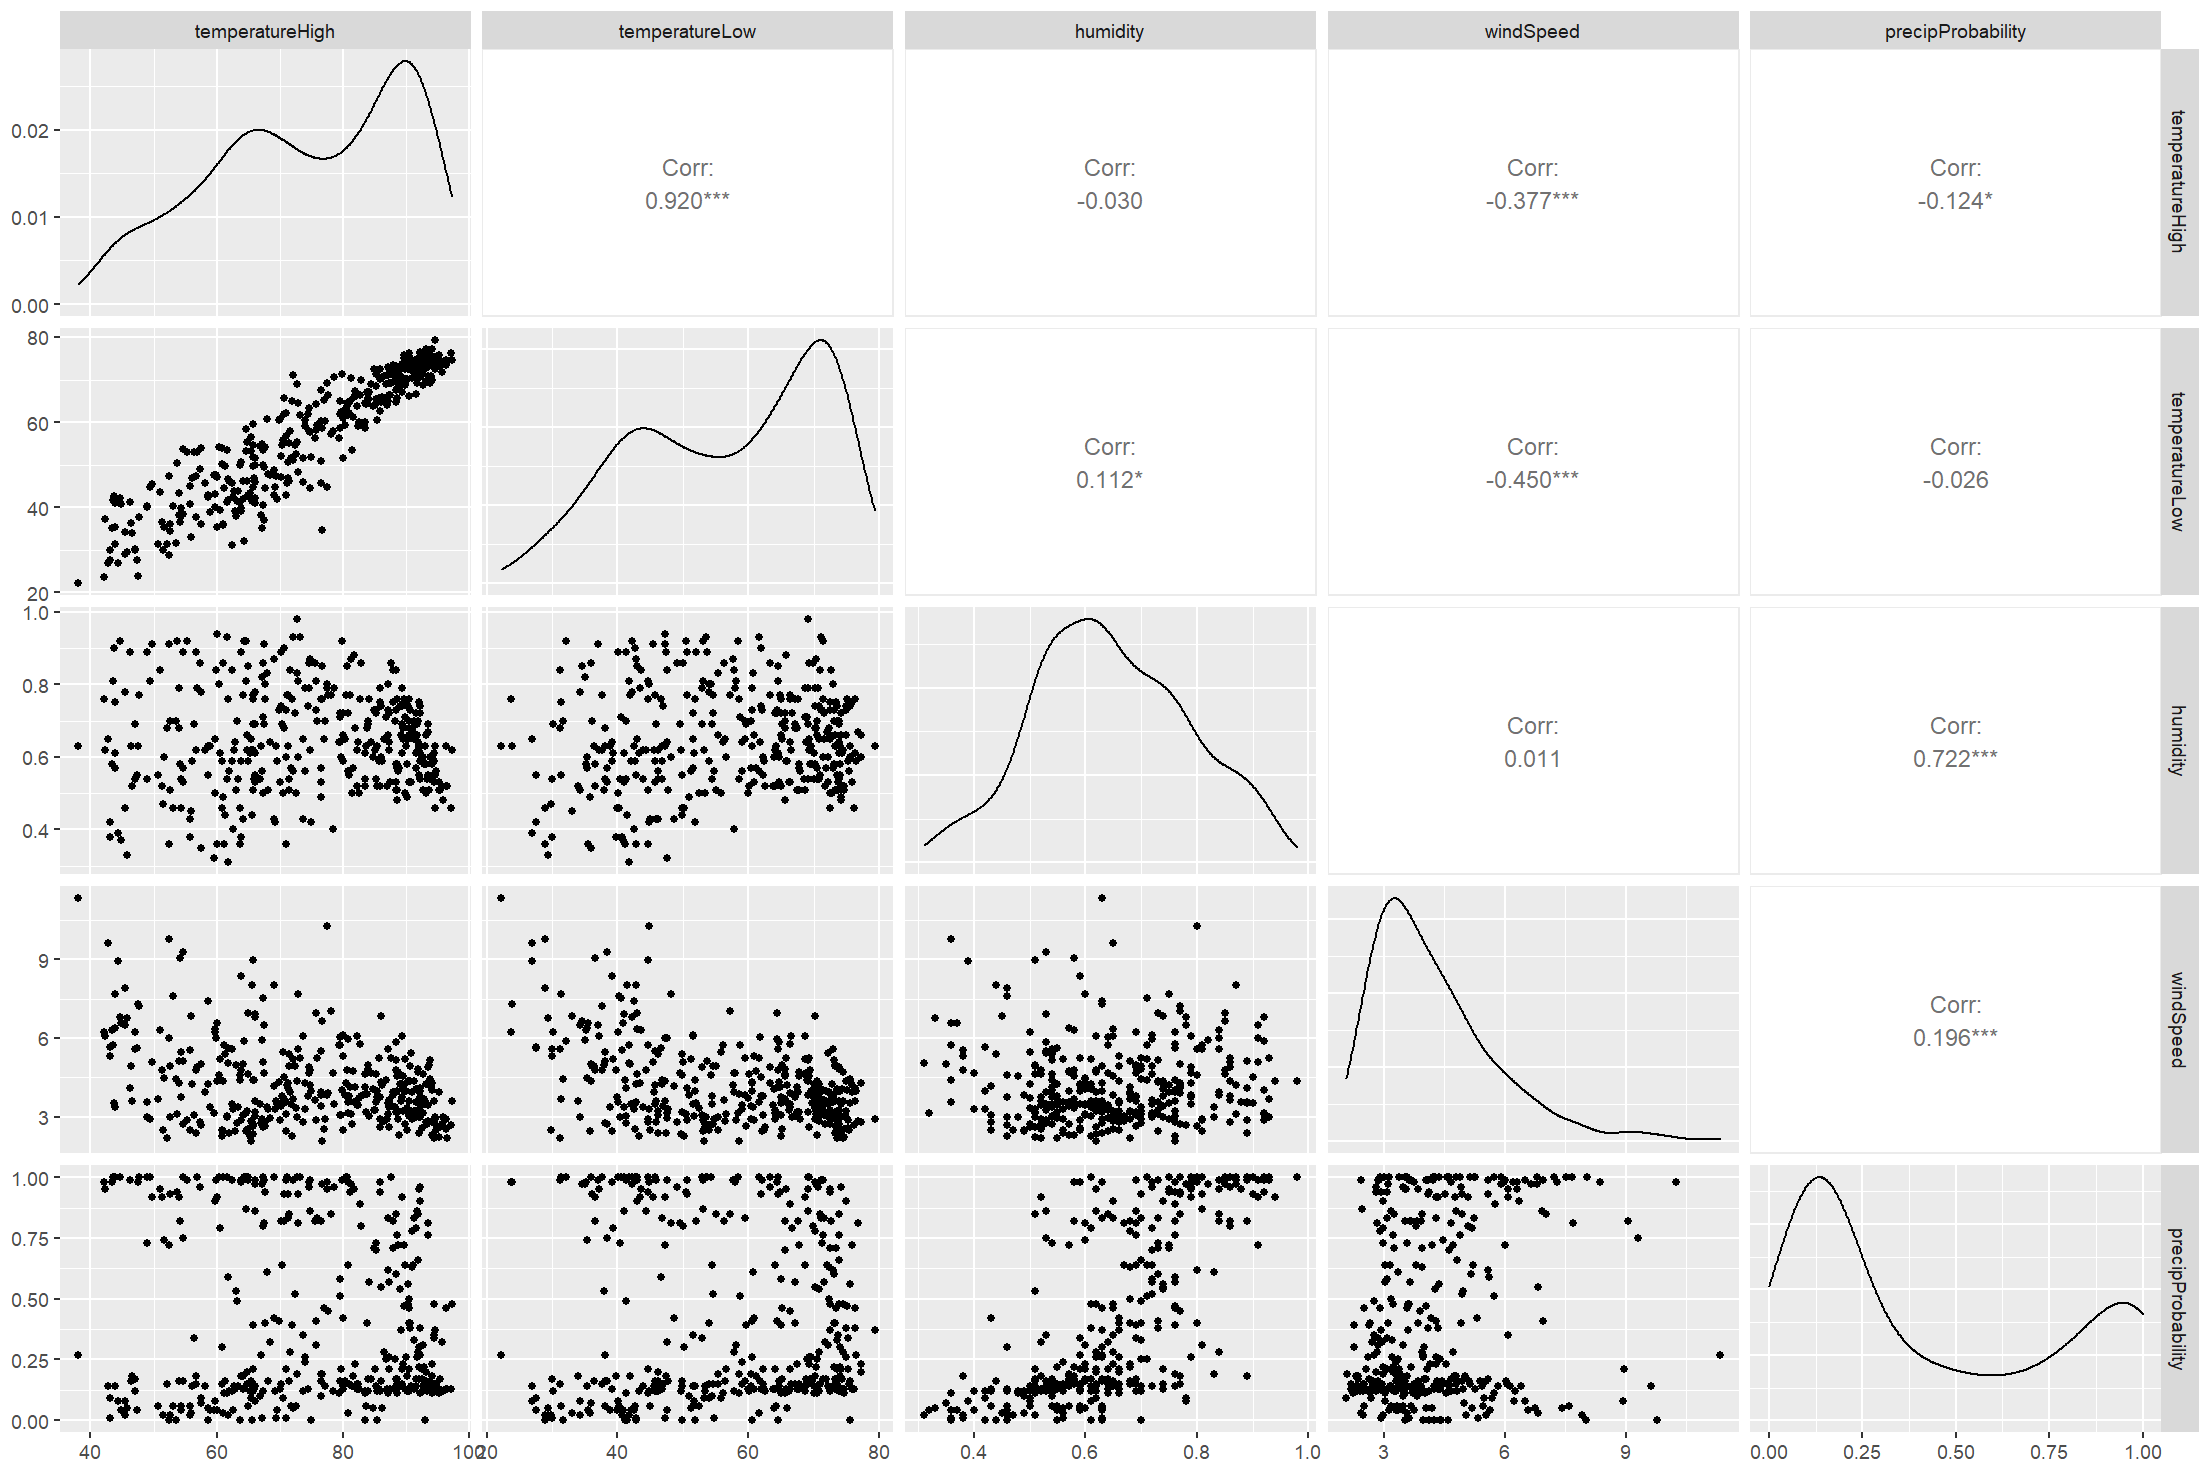 temperatureHigh temperatureLow humidity windSpeed precipProbability
0.02
0.01
0.00
Corr:
0.920***
Corr:
-0.030
Corr:
-0.377***
Corr:
-0.124*
temperatureHigh
80
60
40
20
Corr:
0.112*
Corr:
-0.450***
Corr:
-0.026
temperatureLow
1.0
0.8
0.6
0.4
Corr:
0.011
Corr:
0.722***
humidity
9
6
3
Corr:
0.196***
windSpeed
1.00
0.75
0.50
0.25
0.00
precipProbability
40 60 80 100
20 40 60 80
0.4 0.6 0.8 1.0
3 6 9
0.00 0.25 0.50 0.75 1.00